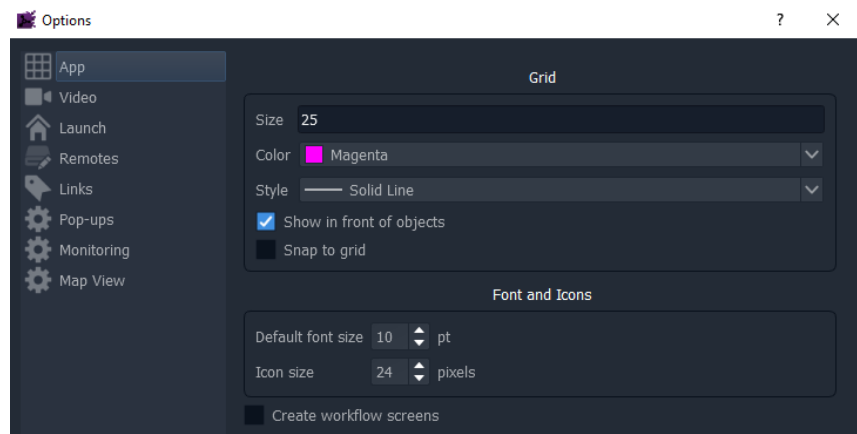 Options
?
App
Video
Launch
Remotes
Links
Pop-ups
Monitoring
Map View
Grid
Size 25
Color Magenta
Style Solid Line
Show in front of objects
Snap to grid
Font and Icons
Default font size 10 pt
Icon size 24 pixels
Create workflow screens